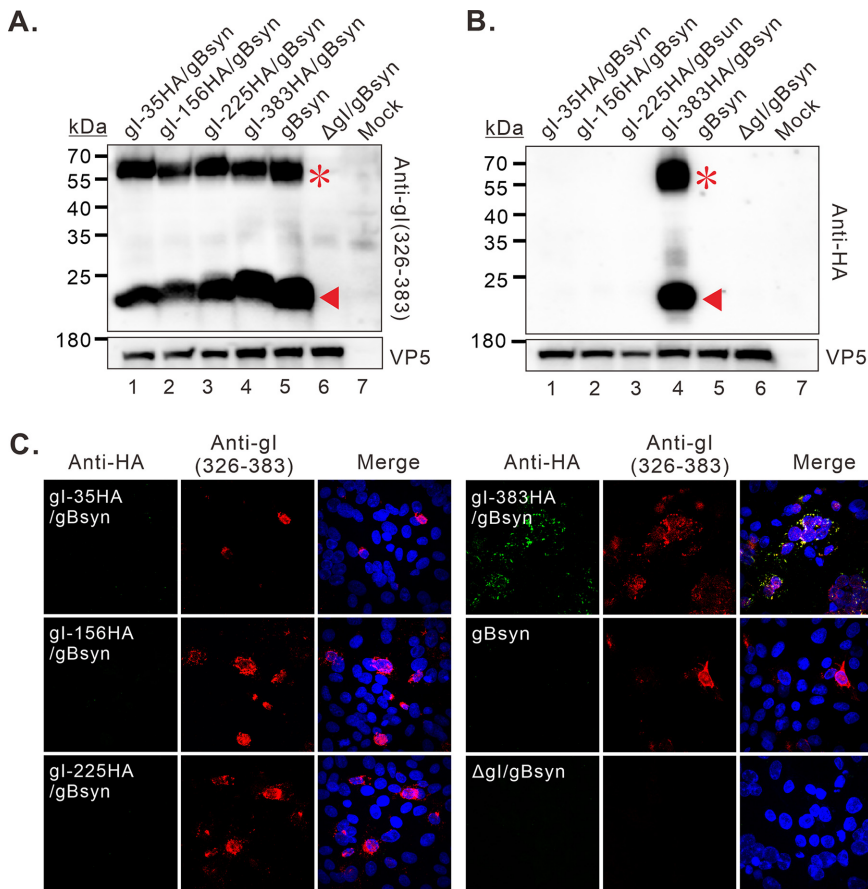 A.
gI-35HA/gBsyn
gI-156HA/gBsyn
gI-225HA/gBsyn
gI-383HA/gBsyn
gBsyn
ΔgI/gBsyn
Mock
kDa
70
55
40
35
25
180
*
Anti-gI(326-383)
VP5
1 2 3 4 5 6 7
B.
gI-35HA/gBsyn
gI-156HA/gBsyn
gI-225HA/gBsun
gI-383HA/gBsyn
gBsyn
ΔgI/gBsyn
Mock
kDa
70
55
40
35
25
180
*
Anti-HA
VP5
1 2 3 4 5 6 7
C.
Anti-HA
Anti-gI
(326-383)
Merge
gI-35HA
/gBsyn
gI-156HA
/gBsyn
gI-225HA
/gBsyn
Anti-HA
Anti-gI
(326-383)
Merge
gI-383HA
/gBsyn
gBsyn
ΔgI/gBsyn